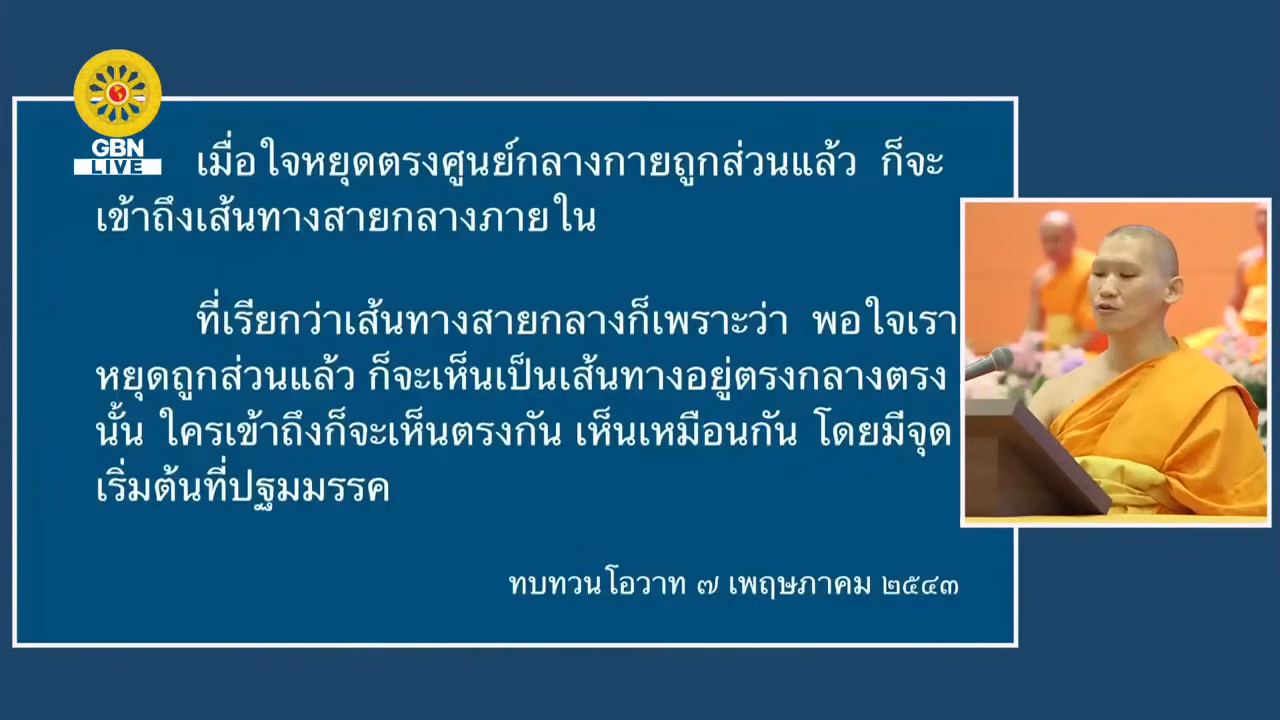 GBN
LIVE
เมื่อใจหยุดตรงศูนย์กลางกายถูกส่วนแล้ว ก็จะ
เข้าถึงเส้นทางสายกลางภายใน
ที่เรียกว่าเส้นทางสายกลางก็เพราะว่า พอใจเรา
หยุดถูกส่วนแล้ว ก็จะเห็นเป็นเส้นทางอยู่ตรงกลางตรง
นั้น ใครเข้าถึงก็จะเห็นตรงกัน เห็นเหมือนกัน โดยมีจุด
เริ่มต้นที่ปฐมมรรค
ทบทวนโอวาท ๗ พฤษภาคม ๒๕๔๓